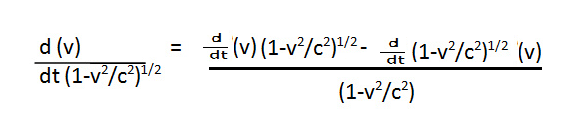 d (v) = d/dt (v) (1-v²/c²)1/2 - d/dt (1-v²/c²)1/2 (v)
dt (1-v²/c²)1/2 (1-v²/c²)